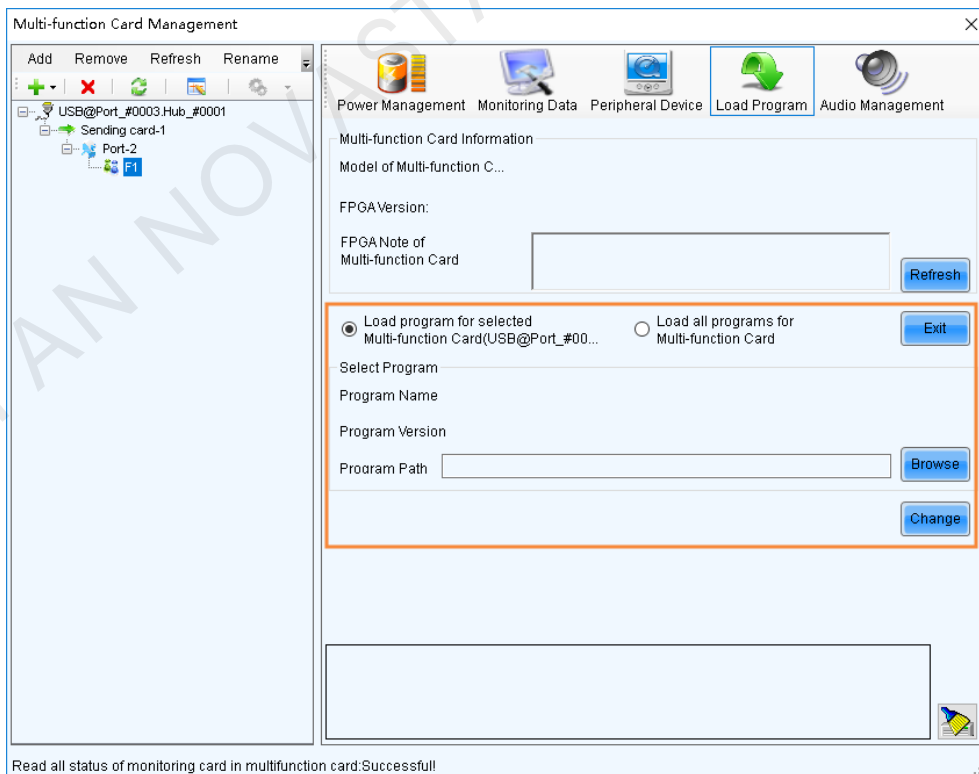 Multi-function Card Management
Add Remove Refresh Rename
USB@Port_#0003.Hub_#0001
Sending card-1
Port-2
F1
Power Management Monitoring Data Peripheral Device Load Program Audio Management
Multi-function Card Information
Model of Multi-function C...
FPGAVersion:
FPGANote of
Multi-function Card
Refresh
Load program for selected
Multi-function Card(USB@Port_#00...
Load all programs for
Multi-function Card
Exit
Select Program
Program Name
Program Version
Program Path
Browse
Change
Read all status of monitoring card in multifunction card:Successful!
AN NOVASTA